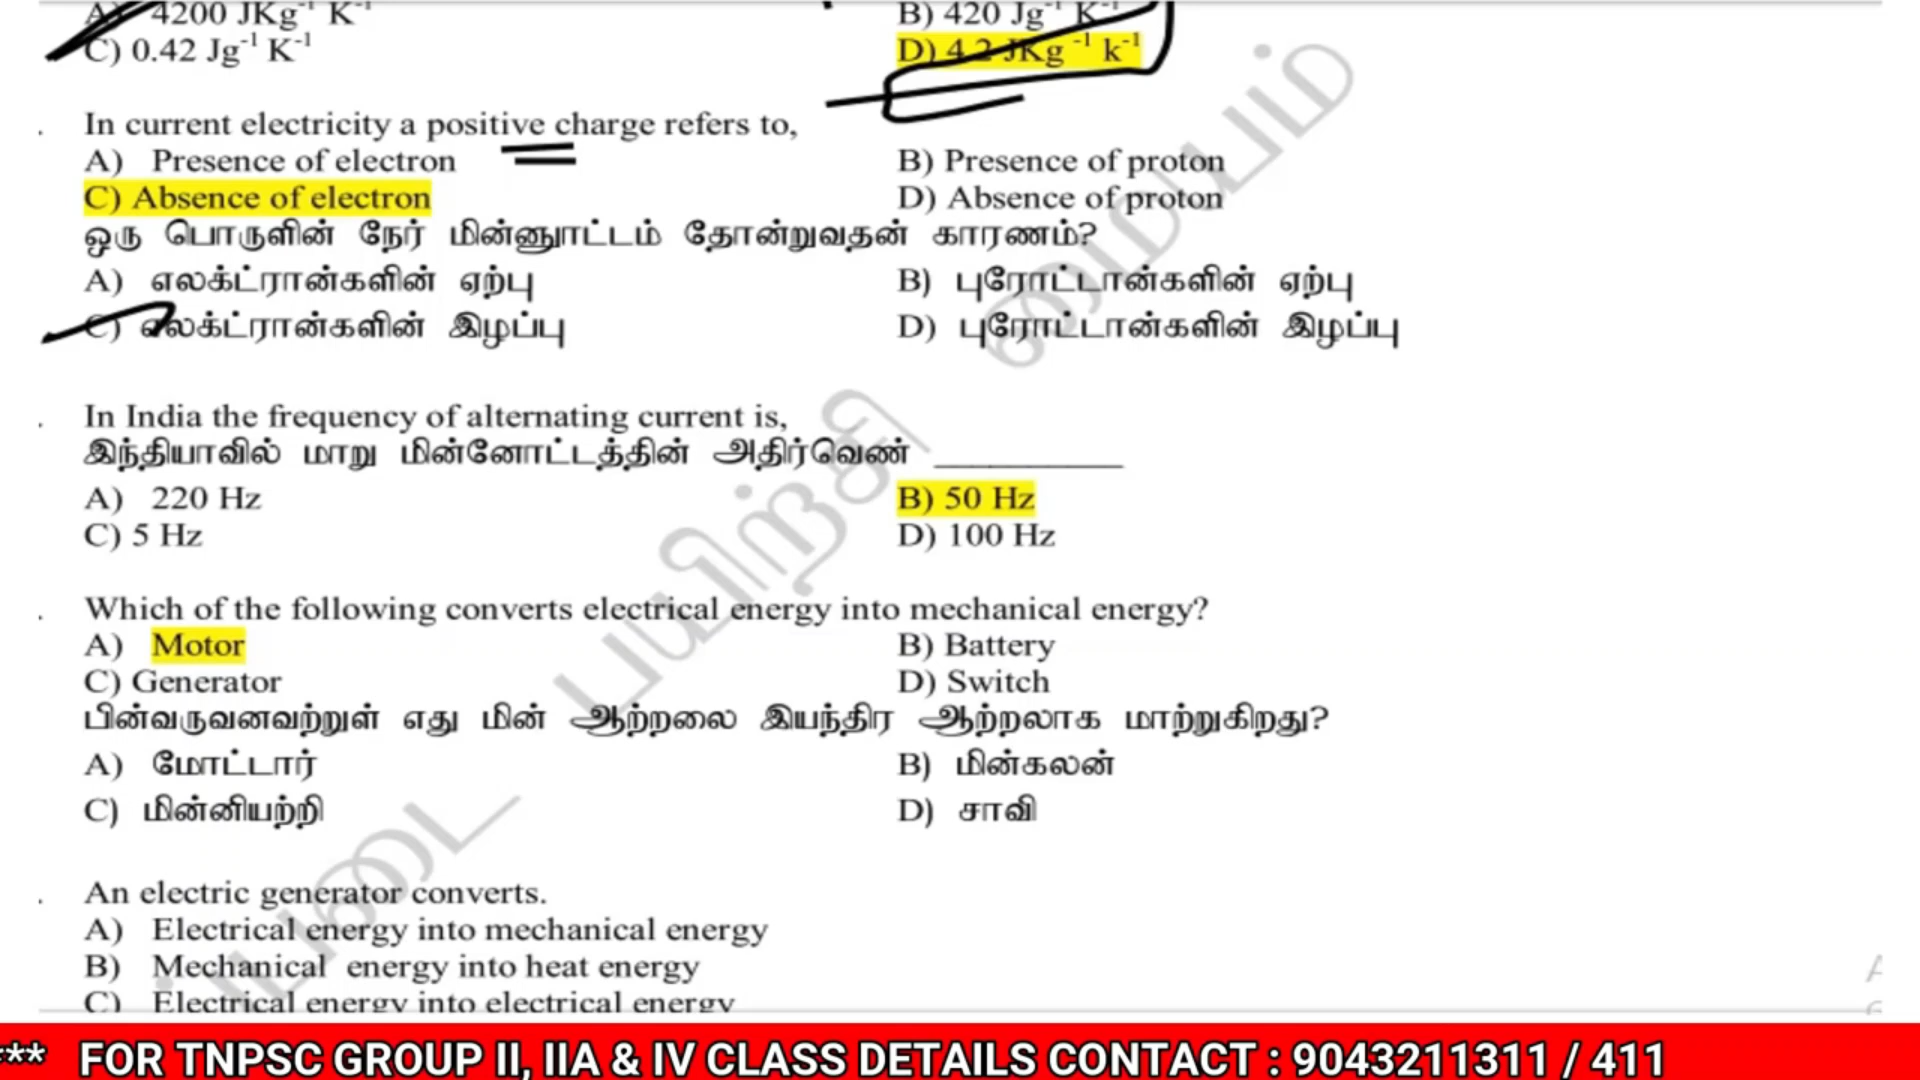 A) 4200 JKg⁻¹ K⁻¹ B) 420 Jg⁻¹ K⁻¹
C) 0.42 Jg⁻¹ K⁻¹ D) 4.2 JKg⁻¹ k⁻¹
. In current electricity a positive charge refers to,
A) Presence of electron B) Presence of proton
C) Absence of electron D) Absence of proton
ஒரு பொருளின் நேர் மின்னூட்டம் தோன்றுவதன் காரணம்?
A) எலக்ட்ரான்களின் ஏற்பு B) புரோட்டான்களின் ஏற்பு
C) எலக்ட்ரான்களின் இழப்பு D) புரோட்டான்களின் இழப்பு
. In India the frequency of alternating current is,
இந்தியாவில் மாறு மின்னோட்டத்தின் அதிர்வெண் __________
A) 220 Hz B) 50 Hz
C) 5 Hz D) 100 Hz
. Which of the following converts electrical energy into mechanical energy?
A) Motor B) Battery
C) Generator D) Switch
பின்வருவனவற்றுள் எது மின் ஆற்றலை இயந்திர ஆற்றலாக மாற்றுகிறது?
A) மோட்டார் B) மின்கலன்
C) மின்னியற்றி D) சாவி
. An electric generator converts.
A) Electrical energy into mechanical energy
B) Mechanical energy into heat energy
C) Electrical energy into electrical energy
பயிற்சி மையம்
*** FOR TNPSC GROUP II, IIA & IV CLASS DETAILS CONTACT : 9043211311 / 411